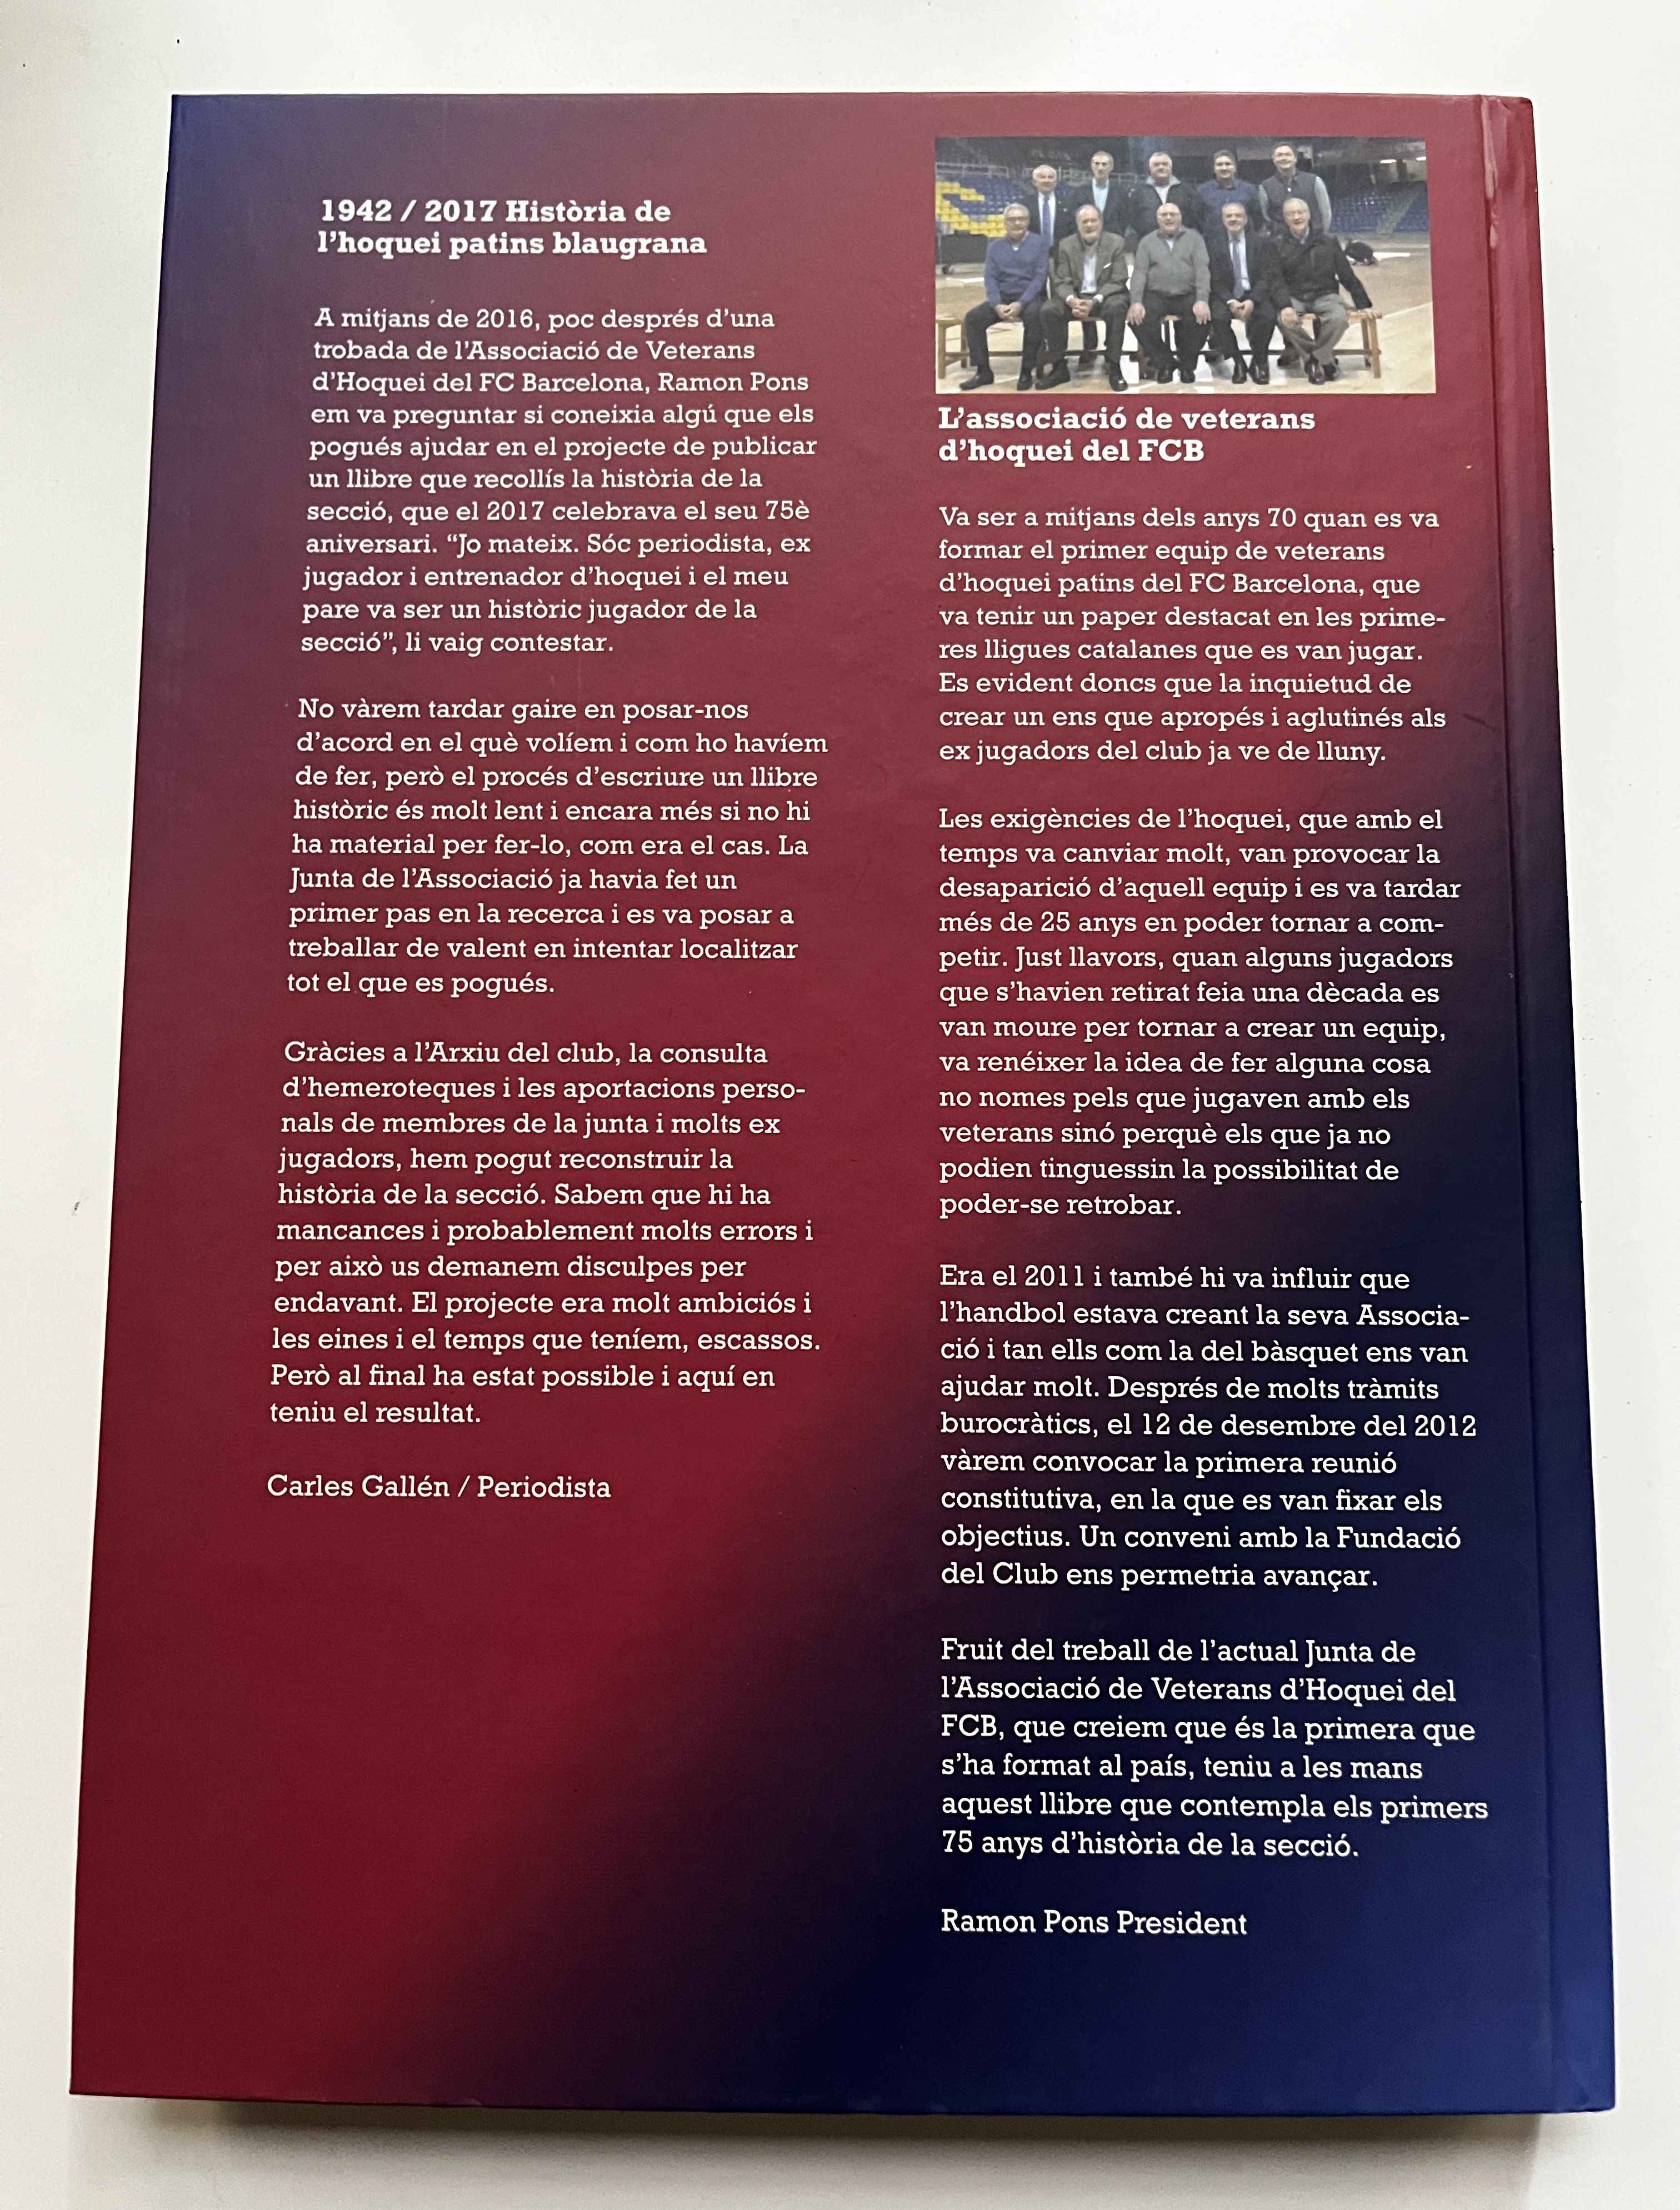 1942 / 2017 Història de
l’hoquei patins blaugrana
A mitjans de 2016, poc després d’una
trobada de l’Associació de Veterans
d’Hoquei del FC Barcelona, Ramon Pons
em va preguntar si coneixia algú que els
pogués ajudar en el projecte de publicar
un llibre que recollís la història de la
secció, que el 2017 celebrava el seu 75è
aniversari. “Jo mateix. Sóc periodista, ex
jugador i entrenador d’hoquei i el meu
pare va ser un històric jugador de la
secció”, li vaig contestar.
No vàrem tardar gaire en posar-nos
d’acord en el què volíem i com ho havíem
de fer, però el procés d’escriure un llibre
històric és molt lent i encara més si no hi
ha material per fer-lo, com era el cas. La
Junta de l’Associació ja havia fet un
primer pas en la recerca i es va posar a
treballar de valent en intentar localitzar
tot el que es pogués.
Gràcies a l’Arxiu del club, la consulta
d’hemeroteques i les aportacions perso-
nals de membres de la junta i molts ex
jugadors, hem pogut reconstruir la
història de la secció. Sabem que hi ha
mancances i probablement molts errors i
per això us demanem disculpes per
endavant. El projecte era molt ambiciós i
les eines i el temps que teníem, escassos.
Però al final ha estat possible i aquí en
teniu el resultat.
Carles Gallén / Periodista
L’associació de veterans
d’hoquei del FCB
Va ser a mitjans dels anys 70 quan es va
formar el primer equip de veterans
d’hoquei patins del FC Barcelona, que
va tenir un paper destacat en les prime-
res lligues catalanes que es van jugar.
Es evident doncs que la inquietud de
crear un ens que apropés i aglutinés als
ex jugadors del club ja ve de lluny.
Les exigències de l’hoquei, que amb el
temps va canviar molt, van provocar la
desaparició d’aquell equip i es va tardar
més de 25 anys en poder tornar a com-
petir. Just llavors, quan alguns jugadors
que s’havien retirat feia una dècada es
van moure per tornar a crear un equip,
va renéixer la idea de fer alguna cosa
no nomes pels que jugaven amb els
veterans sinó perquè els que ja no
podien tinguessin la possibilitat de
poder-se retrobar.
Era el 2011 i també hi va influir que
l’handbol estava creant la seva Associa-
ció i tan ells com la del bàsquet ens van
ajudar molt. Després de molts tràmits
burocràtics, el 12 de desembre del 2012
vàrem convocar la primera reunió
constitutiva, en la que es van fixar els
objectius. Un conveni amb la Fundació
del Club ens permetria avançar.
Fruit del treball de l’actual Junta de
l’Associació de Veterans d’Hoquei del
FCB, que creiem que és la primera que
s’ha format al país, teniu a les mans
aquest llibre que contempla els primers
75 anys d’història de la secció.
Ramon Pons President